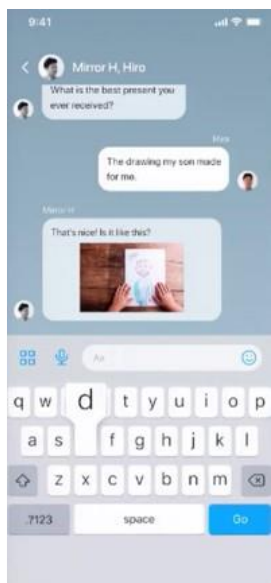 9:41
Mirror H, Hiro
What is the best present you
ever received?
The drawing my son made
for me.
Mirror H
That's nice! Is it like this?
Aa
q w d t y u i o p
a s f g h j k l
z x c v b n m
.?123 space Go